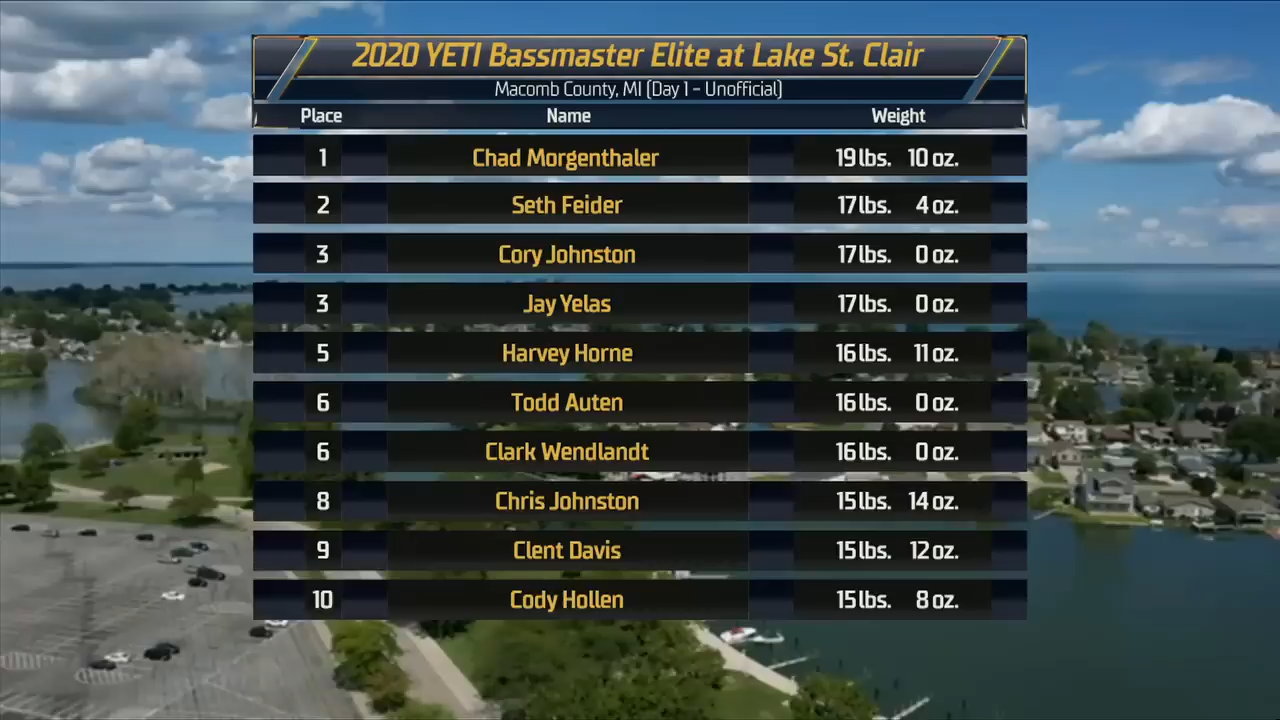 2020 YETI Bassmaster Elite at Lake St. Clair
Macomb County, MI (Day 1 - Unofficial)
Place Name Weight
1 Chad Morgenthaler 19 lbs. 10 oz.
2 Seth Feider 17 lbs. 4 oz.
3 Cory Johnston 17 lbs. 0 oz.
3 Jay Yelas 17 lbs. 0 oz.
5 Harvey Horne 16 lbs. 11 oz.
6 Todd Auten 16 lbs. 0 oz.
6 Clark Wendlandt 16 lbs. 0 oz.
8 Chris Johnston 15 lbs. 14 oz.
9 Clent Davis 15 lbs. 12 oz.
10 Cody Hollen 15 lbs. 8 oz.